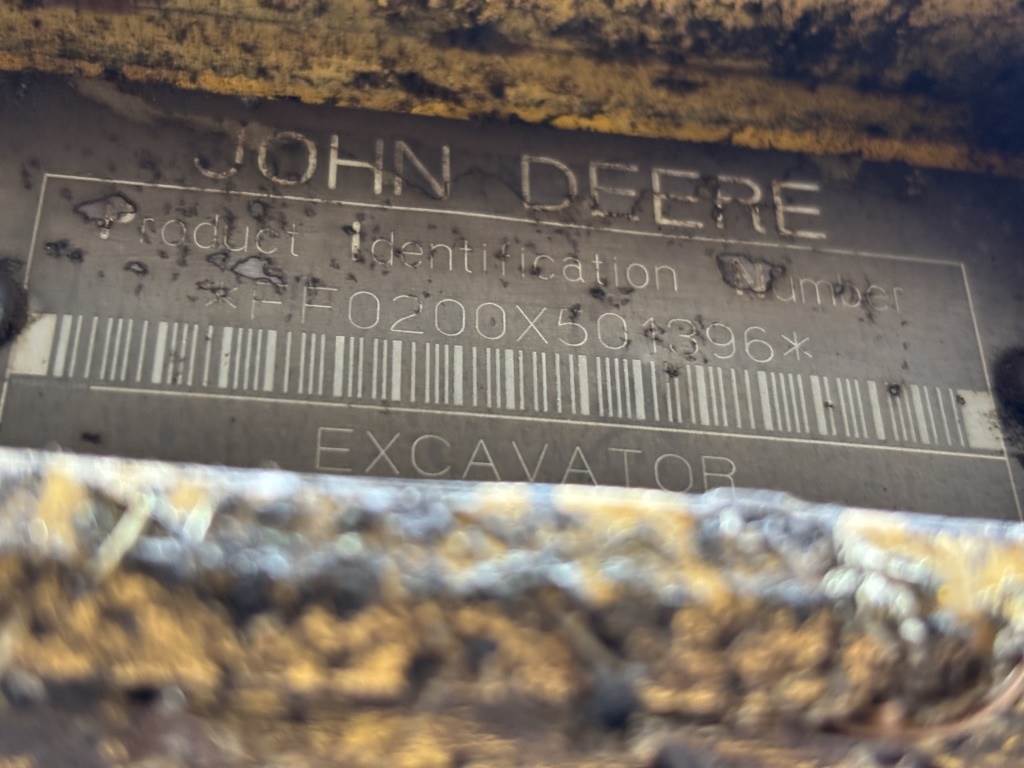 JOHN DEERE
Product Identification Number
*FF0200X501396*
EXCAVATOR